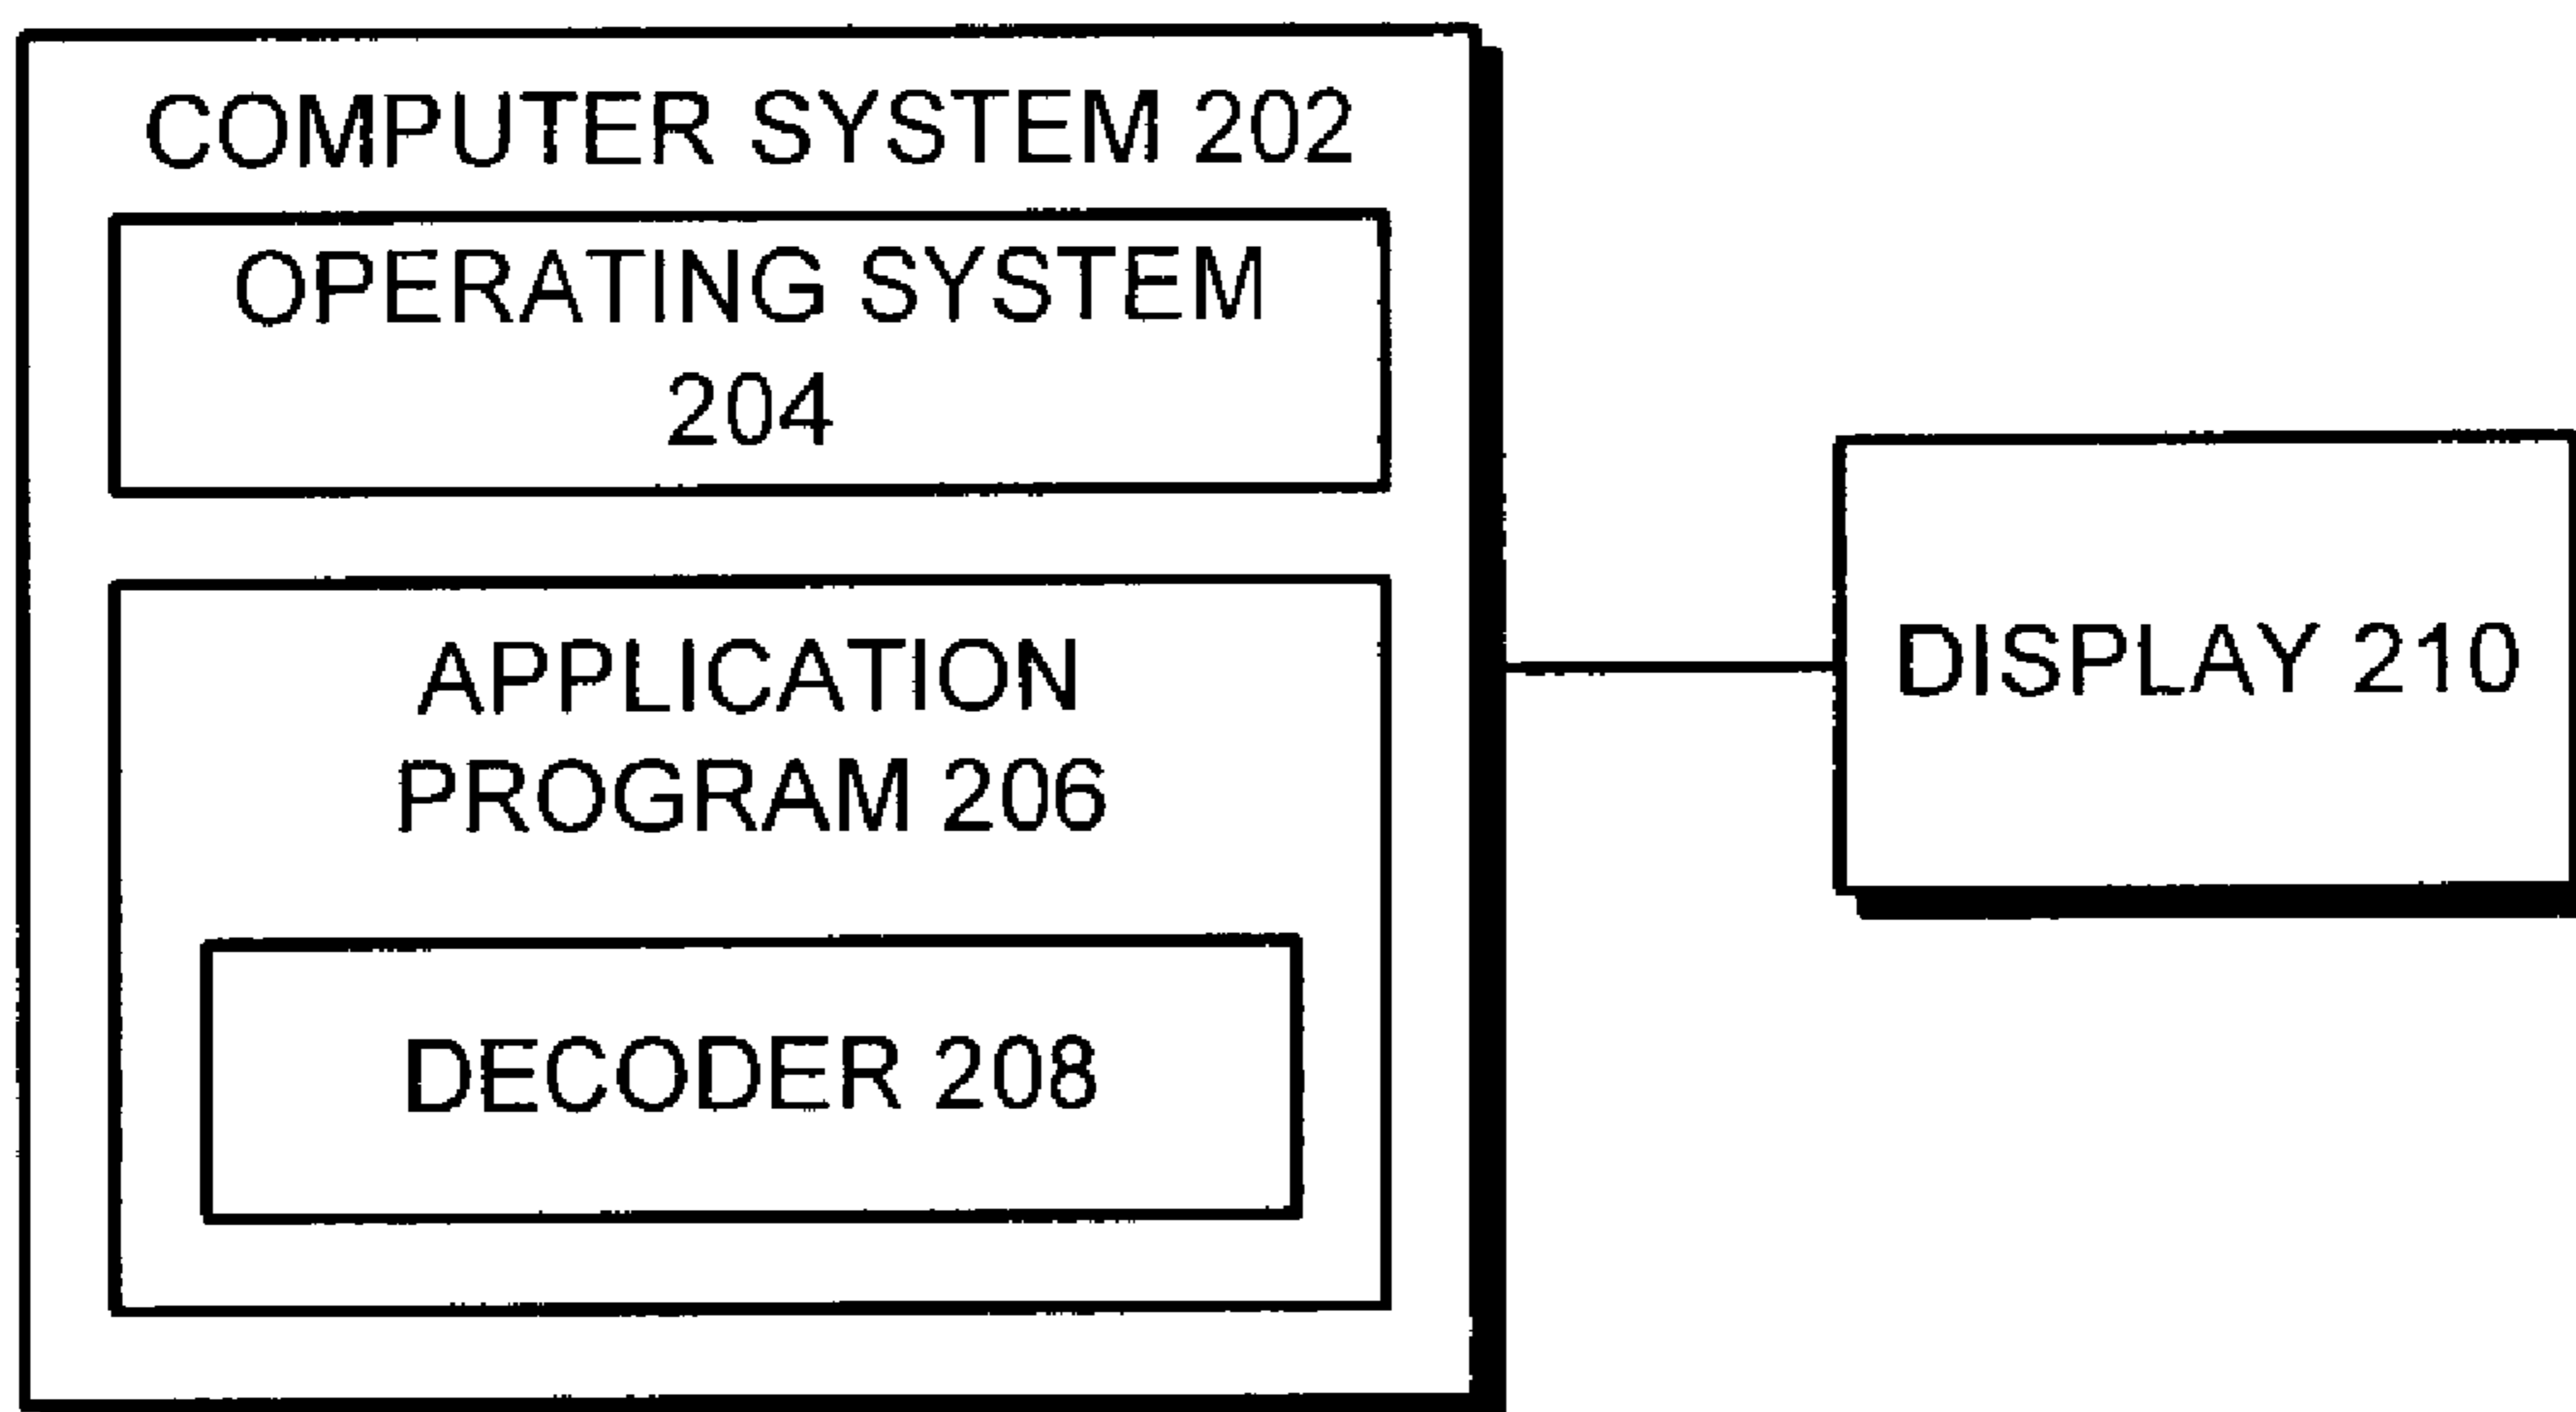 COMPUTER SYSTEM 202
OPERATING SYSTEM
204
APPLICATION
PROGRAM 206
DECODER 208
DISPLAY 210